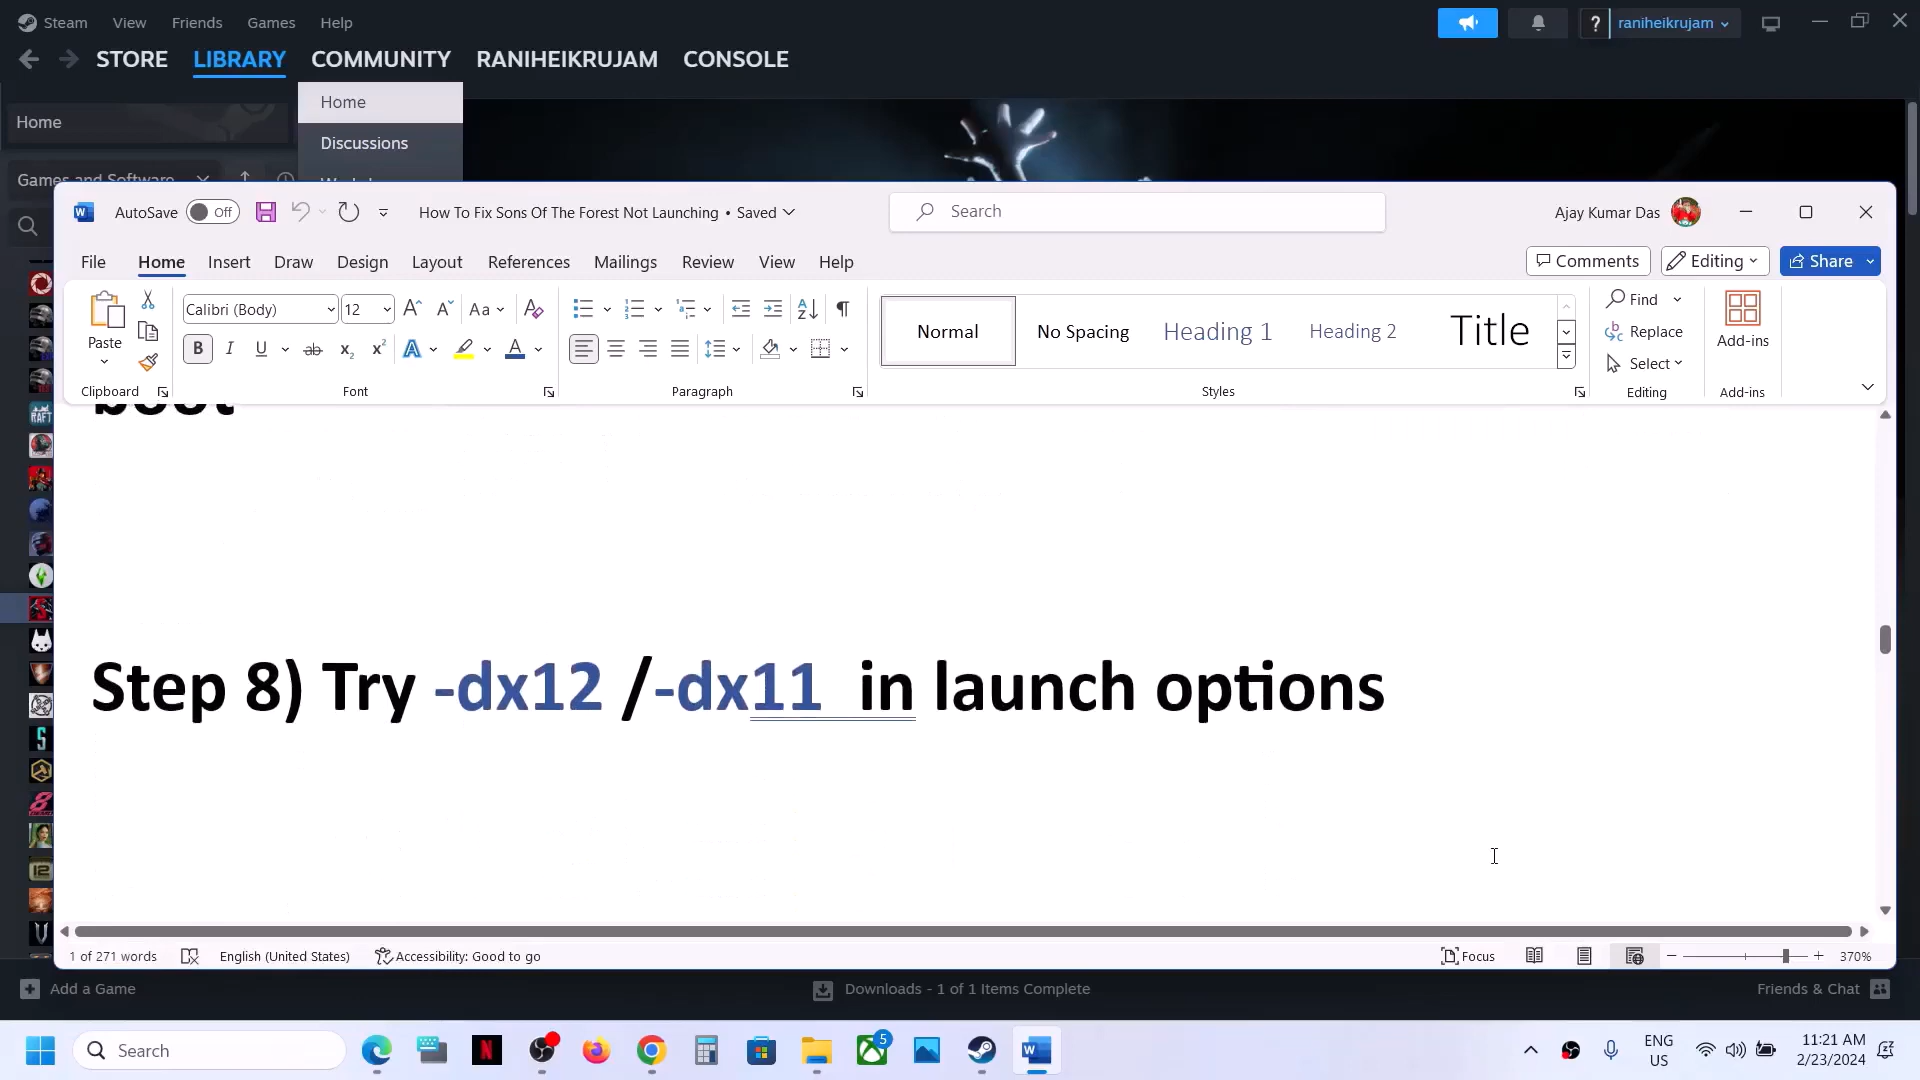 Steam View Friends Games Help
raniheikrujam
STORE LIBRARY COMMUNITY RANIHEIKRUJAM CONSOLE
Home
Home
Discussions
Games and Software
AutoSave Off
How To Fix Sons Of The Forest Not Launching • Saved
Search
Ajay Kumar Das
File Home Insert Draw Design Layout References Mailings Review View Help
Comments Editing Share
Paste
Calibri (Body) 12
Normal No Spacing Heading 1 Heading 2 Title
Find
Replace
Select
Add-ins
Clipboard Font Paragraph Styles Editing Add-ins
boot
Step 8) Try -dx12 /-dx11 in launch options
1 of 271 words English (United States) Accessibility: Good to go
Focus 370%
Add a Game
Downloads - 1 of 1 Items Complete
Friends & Chat
Search
5
ENG
US
11:21 AM
2/23/2024